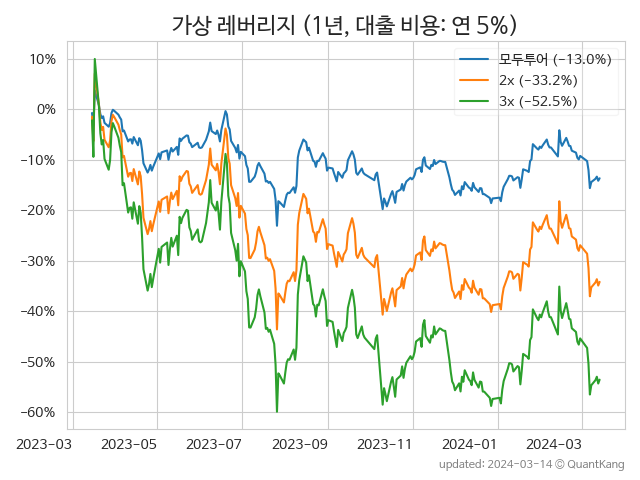 가상 레버리지 (1년, 대출 비용: 연 5%)
모두투어 (-13.0%)
2x (-33.2%)
3x (-52.5%)
10%
0%
-10%
-20%
-30%
-40%
-50%
-60%
2023-03 2023-05 2023-07 2023-09 2023-11 2024-01 2024-03
updated: 2024-03-14 © QuantKang